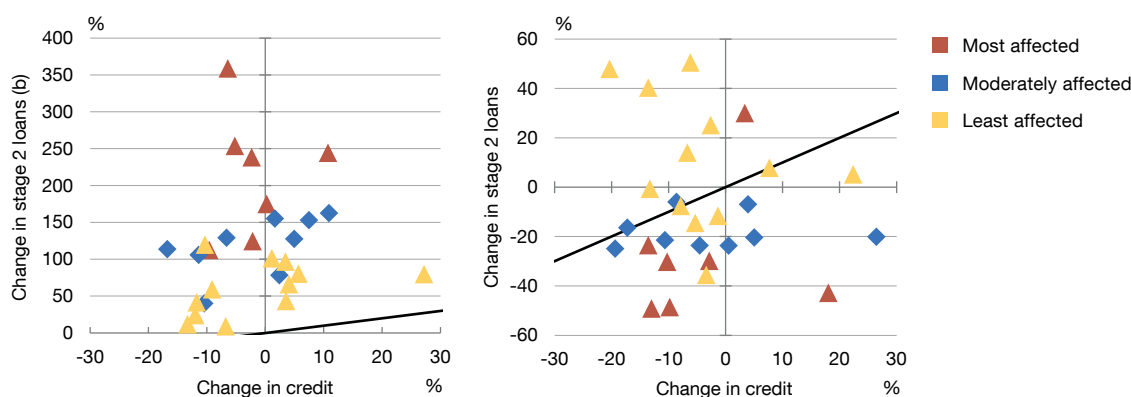 %
400
350
300
250
200
150
100
50
0
-30 -20 -10 0 10 20 30
Change in stage 2 loans (b)
Change in credit %
%
60
40
20
0
-20
-40
-60
-30 -20 -10 0 10 20 30
Change in stage 2 loans
Change in credit %
Most affected
Moderately affected
Least affected